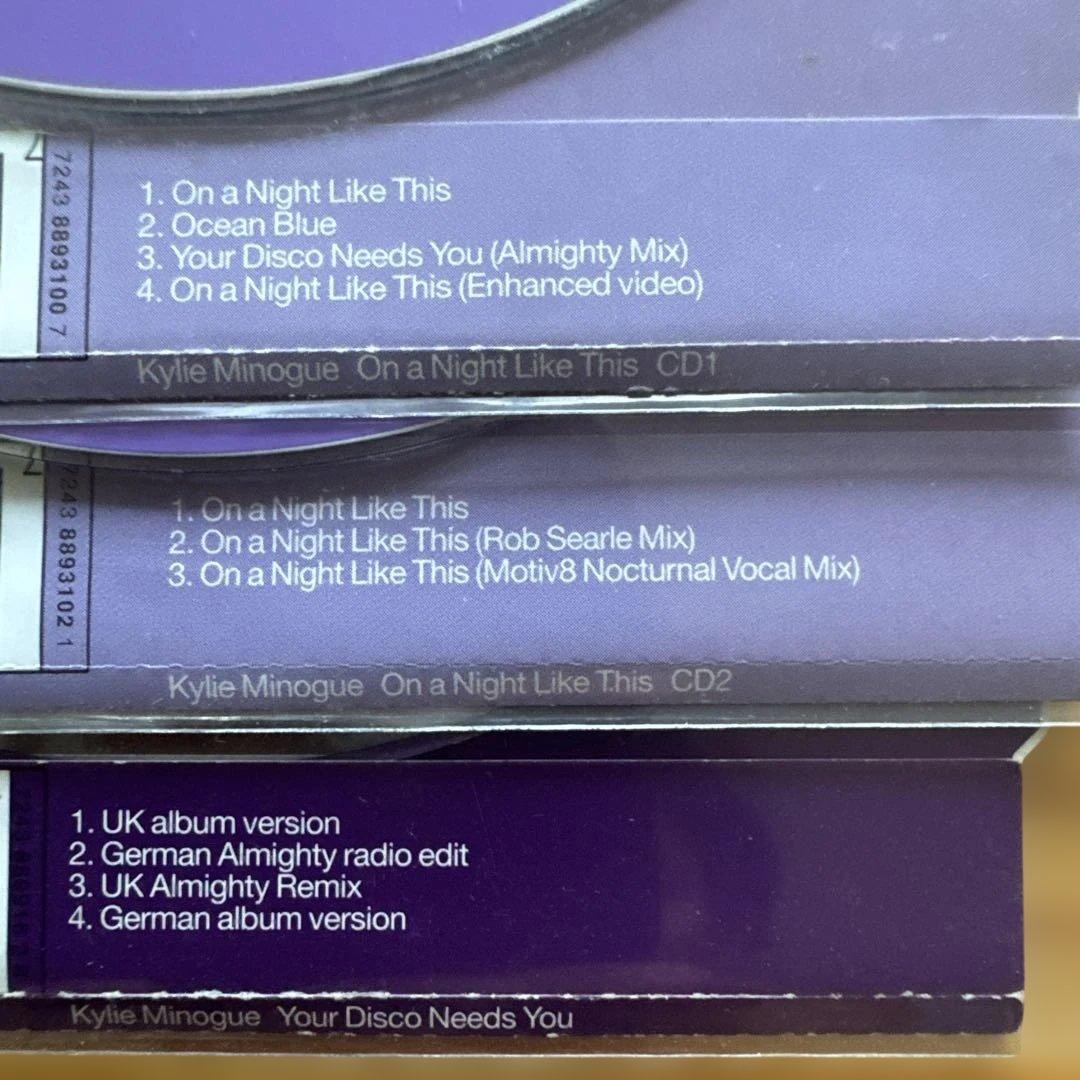 7243 8893100 7
1. On a Night Like This
2. Ocean Blue
3. Your Disco Needs You (Almighty Mix)
4. On a Night Like This (Enhanced video)
Kylie Minogue On a Night Like This CD1
7243 8893102 1
1. On a Night Like This
2. On a Night Like This (Rob Searle Mix)
3. On a Night Like This (Motiv8 Nocturnal Vocal Mix)
Kylie Minogue On a Night Like This CD2
1. UK album version
2. German Almighty radio edit
3. UK Almighty Remix
4. German album version
Kylie Minogue Your Disco Needs You